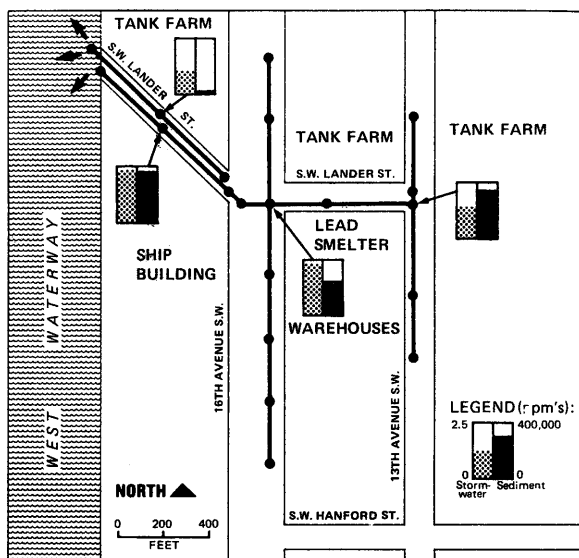 TANK FARM
S.W. LANDER ST.
TANK FARM
TANK FARM
S.W. LANDER ST.
WEST WATERWAY
SHIP
BUILDING
LEAD
SMELTER
WAREHOUSES
16TH AVENUE S.W.
13TH AVENUE S.W.
LEGEND (ppm's):
2.5 400,000
0 0
Storm- Sediment
water
NORTH
0 200 400
FEET
S.W. HANFORD ST.